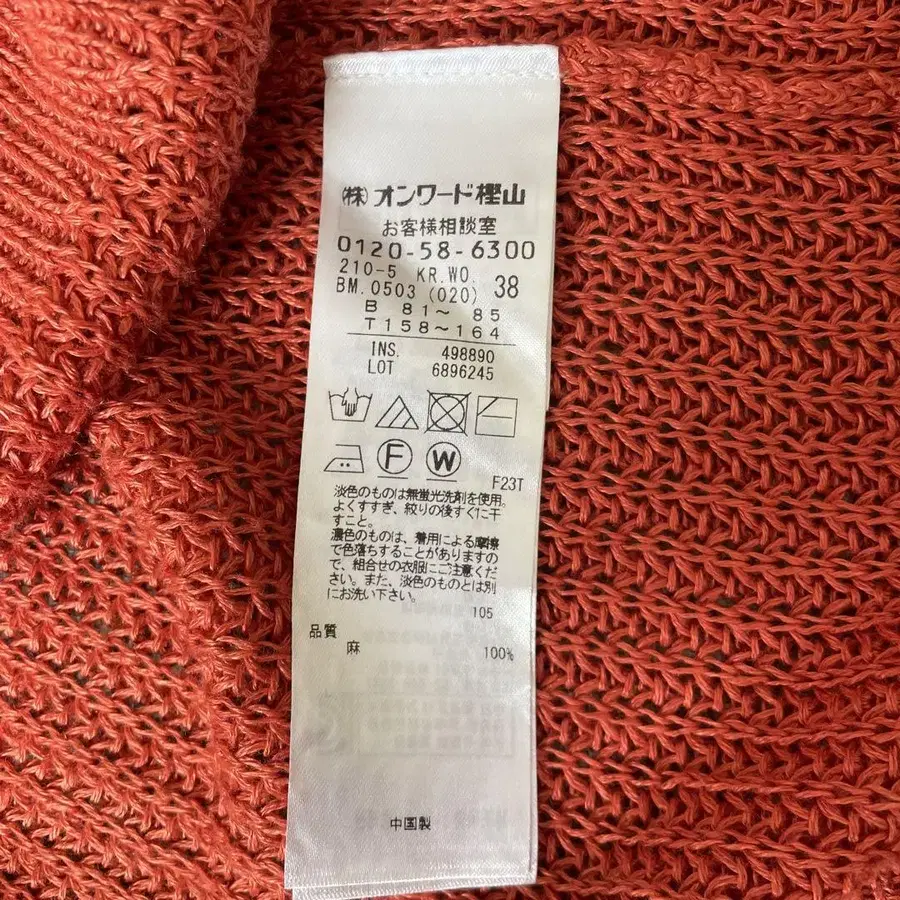 (株)オンワード樫山
お客様相談室
0120-58-6300
210-5 KR.WO.
BM.0503 (020) 38
B 81～ 85
T158～164
INS. 498890
LOT 6896245
F W
F23T
淡色のものは無蛍光洗剤を使用。
よくすすぎ、絞りの後すぐに干
すこと。
濃色のものは、着用による摩擦
で色落ちすることがありますの
で、組合せの衣服にご注意くだ
さい。また、淡色のものとは別
にお洗い下さい。
105
品質
麻 100%
中国製